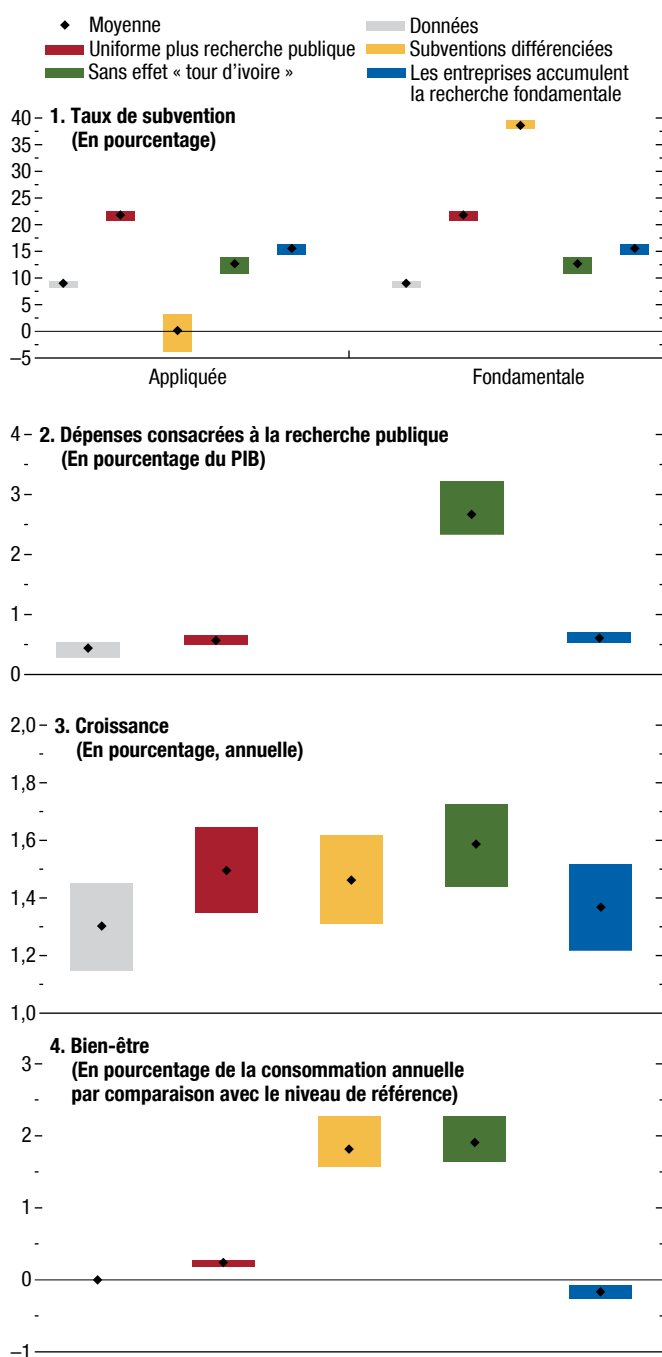 Moyenne
Données
Uniforme plus recherche publique
Subventions différenciées
Sans effet « tour d'ivoire »
Les entreprises accumulent
la recherche fondamentale
1. Taux de subvention
(En pourcentage)
40
35
30
25
20
15
10
5
0
–5
Appliquée
Fondamentale
2. Dépenses consacrées à la recherche publique
(En pourcentage du PIB)
4
3
2
1
0
3. Croissance
(En pourcentage, annuelle)
2,0
1,8
1,6
1,4
1,2
1,0
4. Bien-être
(En pourcentage de la consommation annuelle
par comparaison avec le niveau de référence)
3
2
1
0
–1